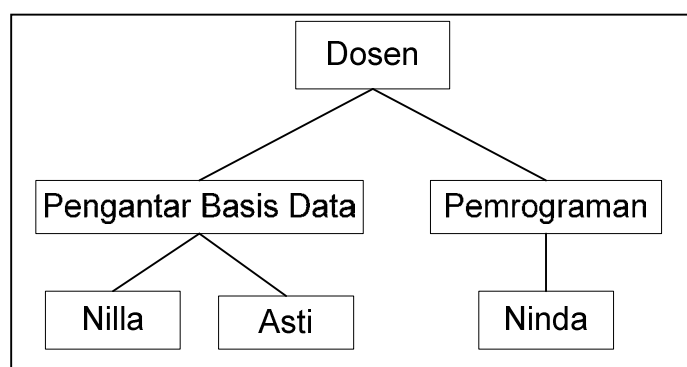 Dosen
Pengantar Basis Data
Pemrograman
Nilla
Asti
Ninda